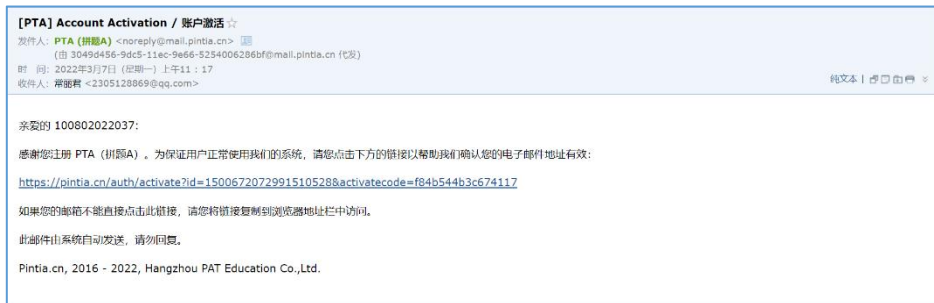 [PTA] Account Activation / 账户激活☆
发件人: PTA (拼题A) <noreply@mail.pintia.cn>
(由 3049d456-9dc5-11ec-9e66-5254006286bf@mail.pintia.cn 代发)
时 间: 2022年3月7日 (星期一) 上午11:17
收件人: 常丽君 <2305128869@qq.com>
纯文本 |
亲爱的 100802022037:
感谢您注册 PTA (拼题A) 。为保证用户正常使用我们的系统, 请您点击下方的链接以帮助我们确认您的电子邮件地址有效:
https://pintia.cn/auth/activate?id=1500672072991510528&activatecode=f84b544b3c674117
如果您的邮箱不能直接点击此链接, 请您将链接复制到浏览器地址栏中访问。
此邮件由系统自动发送, 请勿回复。
Pintia.cn, 2016 - 2022, Hangzhou PAT Education Co.,Ltd.